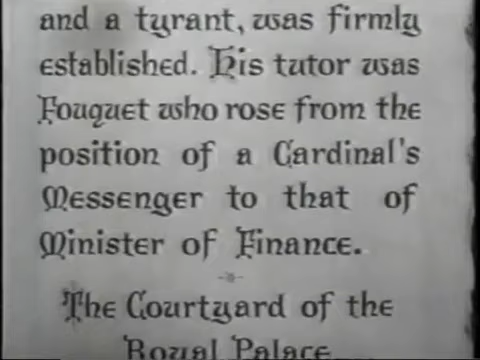 and a tyrant, was firmly
established. His tutor was
Fouquet who rose from the
position of a Cardinal's
Messenger to that of
Minister of Finance.
The Courtyard of the
Royal Palace